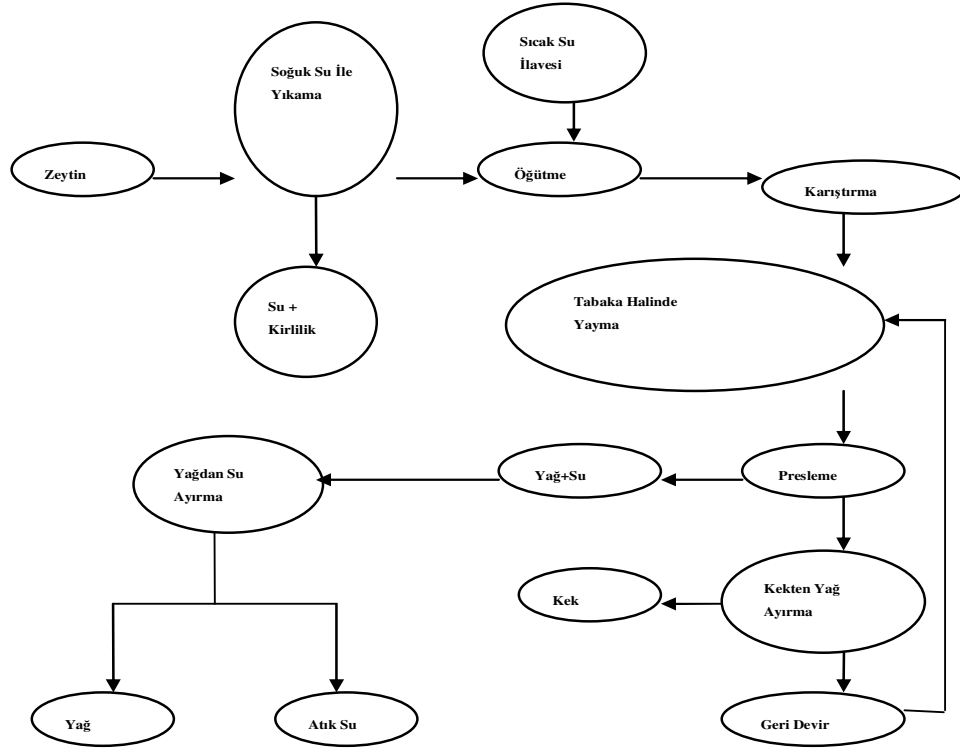 Sıcak Su
İlavesi
Soğuk Su İle
Yıkama
Zeytin
Öğütme
Karıştırma
Su +
Kirlilik
Tabaka Halinde
Yayma
Yağdan Su
Ayırma
Yağ+Su
Presleme
Kek
Kekten Yağ
Ayırma
Yağ
Atık Su
Geri Devir